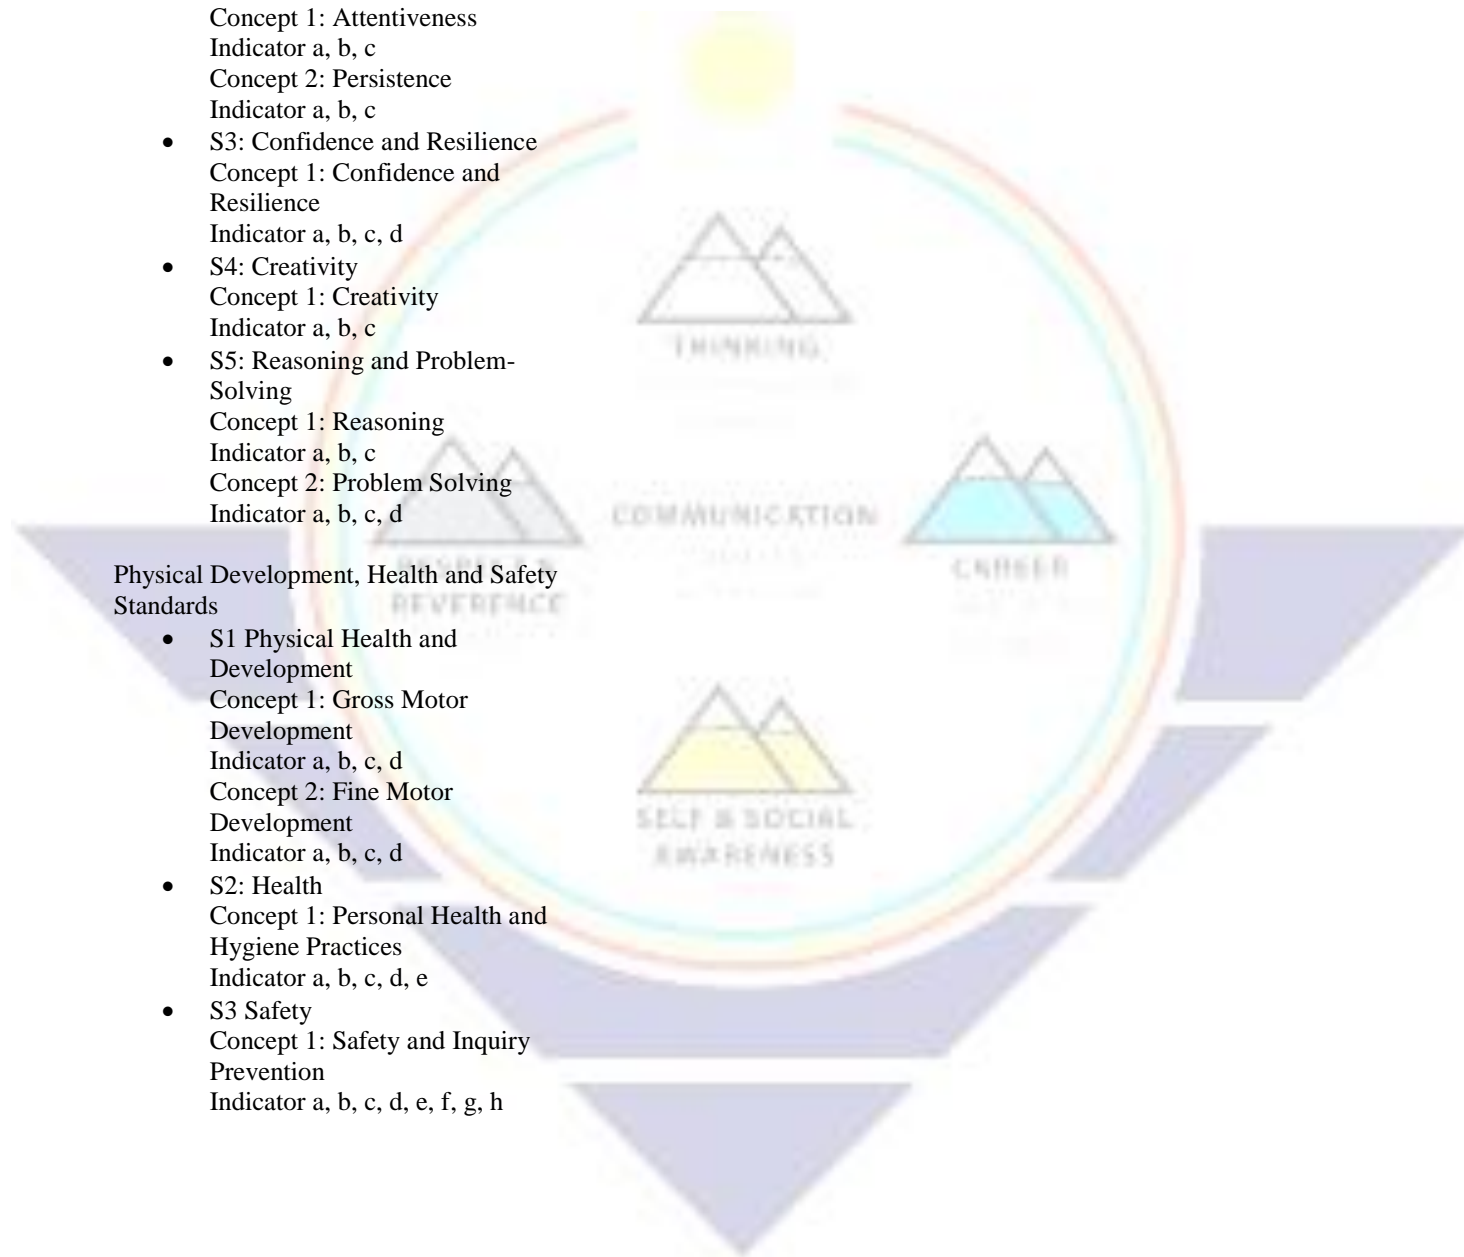 Concept 1: Attentiveness
Indicator a, b, c
Concept 2: Persistence
Indicator a, b, c
• S3: Confidence and Resilience
Concept 1: Confidence and
Resilience
Indicator a, b, c, d
• S4: Creativity
Concept 1: Creativity
Indicator a, b, c
• S5: Reasoning and Problem-
Solving
Concept 1: Reasoning
Indicator a, b, c
Concept 2: Problem Solving
Indicator a, b, c, d
Physical Development, Health and Safety
Standards
• S1 Physical Health and
Development
Concept 1: Gross Motor
Development
Indicator a, b, c, d
Concept 2: Fine Motor
Development
Indicator a, b, c, d
• S2: Health
Concept 1: Personal Health and
Hygiene Practices
Indicator a, b, c, d, e
• S3 Safety
Concept 1: Safety and Inquiry
Prevention
Indicator a, b, c, d, e, f, g, h
THINKING
COMMUNICATION
CAREER
RESPECT &
REVERENCE
SELF & SOCIAL
AWARENESS